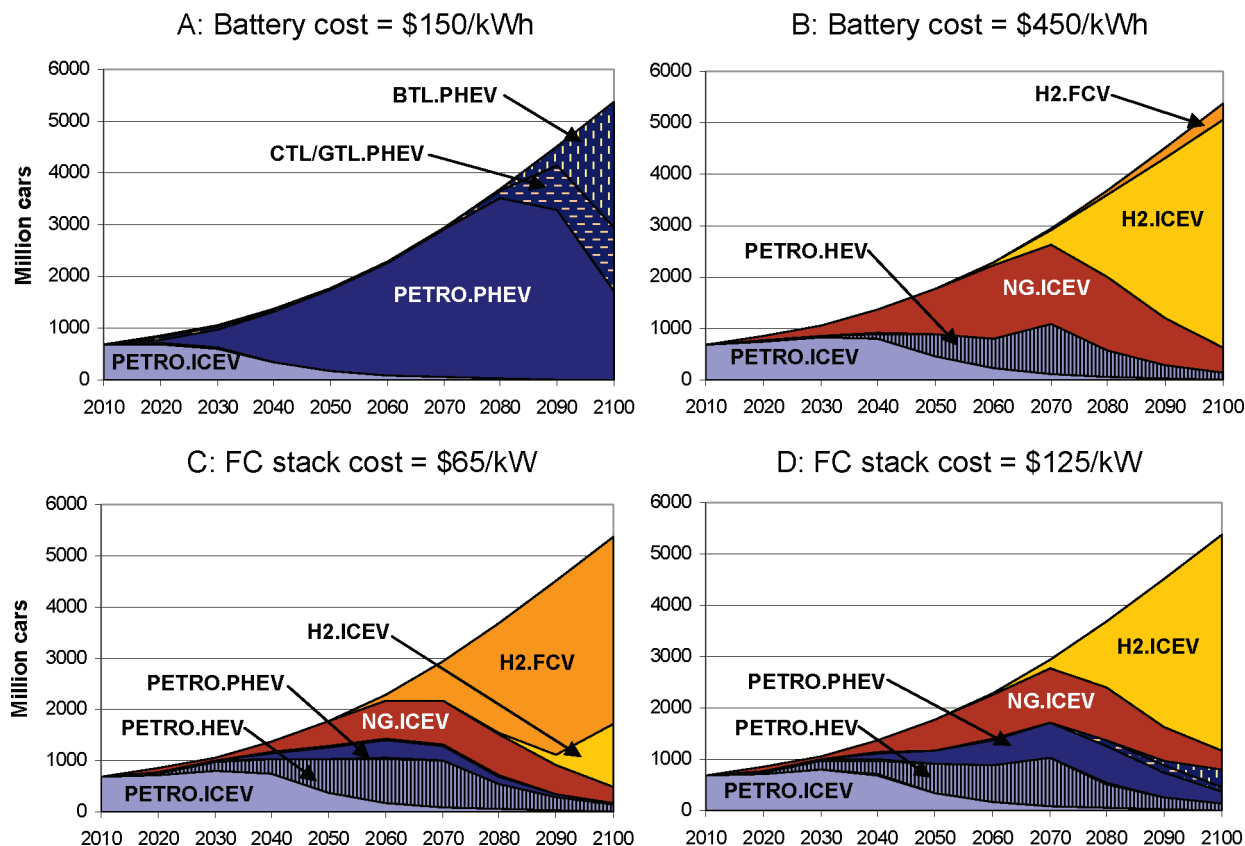 A: Battery cost = $150/kWh
Million cars
6000
5000
4000
3000
2000
1000
0
BTL.PHEV
CTL/GTL.PHEV
PETRO.PHEV
PETRO.ICEV
2010 2020 2030 2040 2050 2060 2070 2080 2090 2100
B: Battery cost = $450/kWh
6000
5000
4000
3000
2000
1000
0
H2.FCV
H2.ICEV
PETRO.HEV
NG.ICEV
PETRO.ICEV
2010 2020 2030 2040 2050 2060 2070 2080 2090 2100
C: FC stack cost = $65/kW
Million cars
6000
5000
4000
3000
2000
1000
0
H2.ICEV
H2.FCV
PETRO.PHEV
NG.ICEV
PETRO.HEV
PETRO.ICEV
2010 2020 2030 2040 2050 2060 2070 2080 2090 2100
D: FC stack cost = $125/kW
6000
5000
4000
3000
2000
1000
0
H2.ICEV
PETRO.PHEV
NG.ICEV
PETRO.HEV
PETRO.ICEV
2010 2020 2030 2040 2050 2060 2070 2080 2090 2100